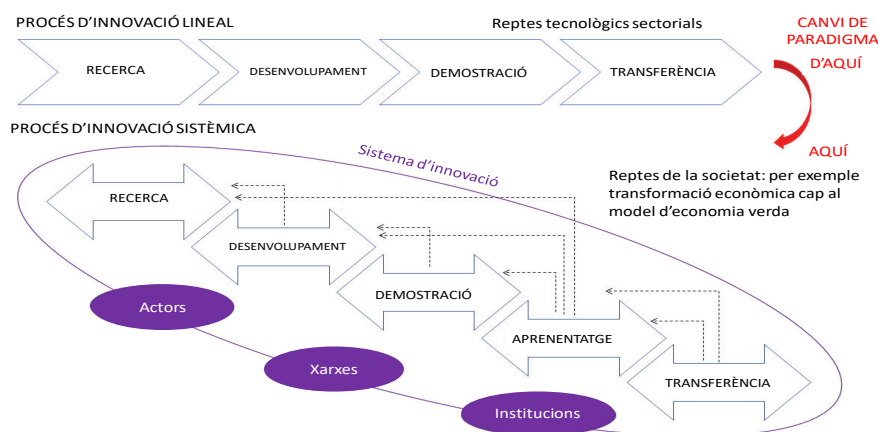 PROCÉS D'INNOVACIÓ LINEAL
Reptes tecnològics sectorials
CANVI DE
PARADIGMA
D'AQUÍ
RECERCA
DESENVOLUPAMENT
DEMOSTRACIÓ
TRANSFERÈNCIA
PROCÉS D'INNOVACIÓ SISTÈMICA
AQUÍ
Sistema d'innovació
Reptes de la societat: per exemple
transformació econòmica cap al
model d'economia verda
RECERCA
DESENVOLUPAMENT
DEMOSTRACIÓ
Actors
APRENENTATGE
Xarxes
TRANSFERÈNCIA
Institucions